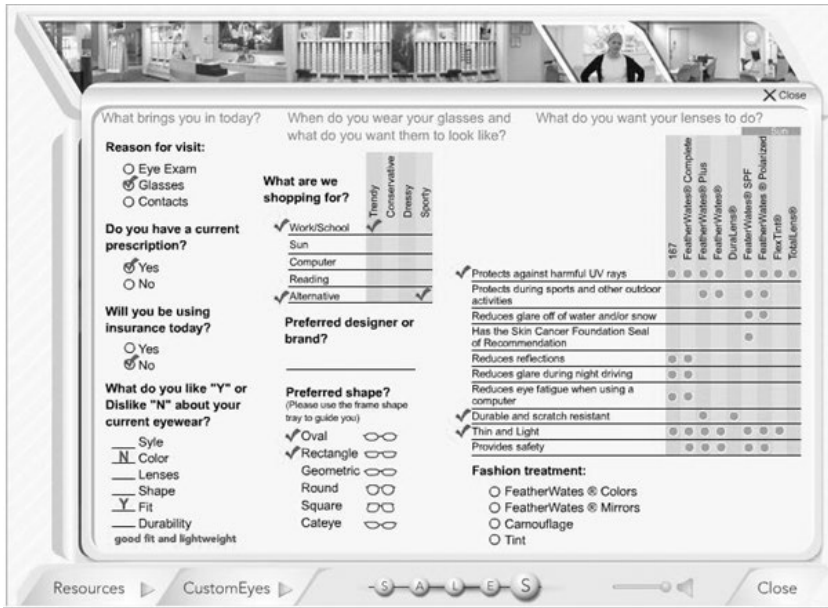 Close
What brings you in today?
Reason for visit:
Eye Exam
Glasses
Contacts
Do you have a current
prescription?
Yes
No
Will you be using
insurance today?
Yes
No
What do you like "Y" or
Dislike "N" about your
current eyewear?
Syle
N Color
Lenses
Shape
Y Fit
Durability
good fit and lightweight
When do you wear your glasses and
what do you want them to look like?
What are we
shopping for?
Trendy
Conservative
Dressy
Sporty
Work/School
Sun
Computer
Reading
Alternative
Preferred designer or
brand?
Preferred shape?
(Please use the frame shape
tray to guide you)
Oval
Rectangle
Geometric
Round
Square
Cateye
What do you want your lenses to do?
Sun
167
FeatherWates® Complete
FeatherWates® Plus
FeatherWates®
DuraLens®
FeaterWates® SPF
FeatherWates ® Polarized
FlexTint®
TotalLens®
Protects against harmful UV rays
Protects during sports and other outdoor
activities
Reduces glare off of water and/or snow
Has the Skin Cancer Foundation Seal
of Recommendation
Reduces reflections
Reduces glare during night driving
Reduces eye fatigue when using a
computer
Durable and scratch resistant
Thin and Light
Provides safety
Fashion treatment:
FeatherWates ® Colors
FeatherWates ® Mirrors
Camouflage
Tint
Resources
CustomEyes
S A L E S
Close